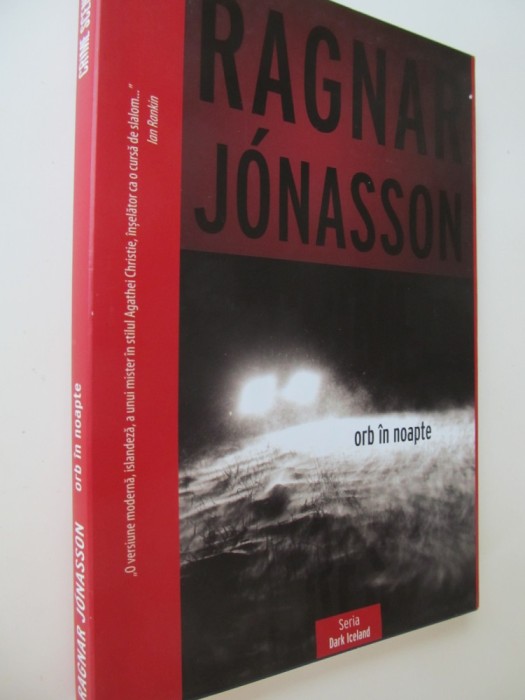 RAGNAR
JÓNASSON
orb în noapte
Seria
Dark Iceland
„O versiune modernă, islandeză, a unui mister în stilul Agathei Christie, înșelător ca o cursă de slalom...“
Ian Rankin
RAGNAR JÓNASSON orb în noapte CRIME